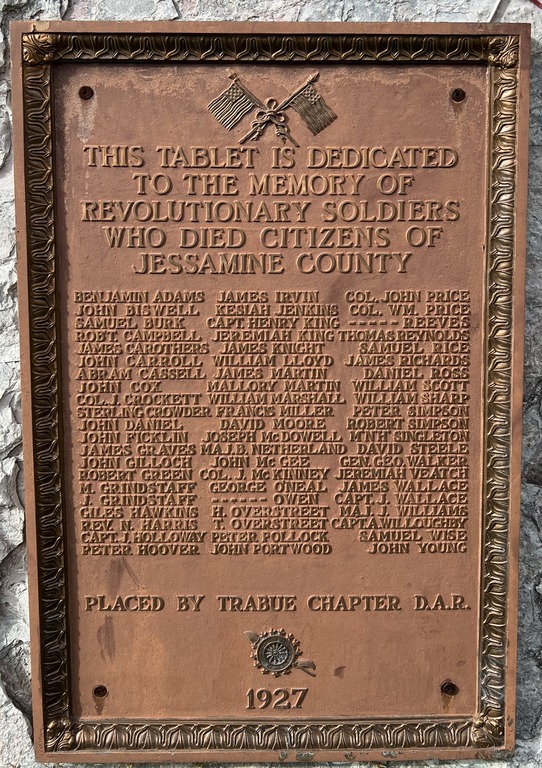 THIS TABLET IS DEDICATED
TO THE MEMORY OF
REVOLUTIONARY SOLDIERS
WHO DIED CITIZENS OF
JESSAMINE COUNTY
BENJAMIN ADAMS JAMES IRVIN COL. JOHN PRICE
JOHN BISWELL KESIAH JENKINS COL. WM. PRICE
SAMUEL BURK CAPT. HENRY KING ----- REEVES
ROB'T. CAMPBELL JEREMIAH KING THOMAS REYNOLDS
JAMES CAROTHERS JAMES KNIGHT SAMUEL RICE
JOHN CARROLL WILLIAM LLOYD JAMES RICHARDS
ABRAM CASSELL JAMES MARTIN DANIEL ROSS
JOHN COX MALLORY MARTIN WILLIAM SCOTT
COL. J. CROCKETT WILLIAM MARSHALL WILLIAM SHARP
STERLING CROWDER FRANCIS MILLER PETER SIMPSON
JOHN DANIEL DAVID MOORE ROBERT SIMPSON
JOHN FICKLIN JOSEPH McDOWELL M'N'H SINGLETON
JAMES GRAVES MAJ. B. NETHERLAND DAVID STEELE
JOHN GILLOCH JOHN McGEE GEN. GEO. WALKER
ROBERT GREEN COL. J. McKINNEY JEREMIAH VEATCH
M. GRINDSTAFF GEORGE O'NEAL JAMES WALLACE
J. GRINDSTAFF ------ OWEN CAPT. J. WALLACE
GILES HAWKINS H. OVERSTREET MAJ. J. WILLIAMS
REV. N. HARRIS T. OVERSTREET CAPT. A. WILLOUGHBY
CAPT. J. HOLLOWAY PETER POLLOCK SAMUEL WISE
PETER HOOVER JOHN PORTWOOD JOHN YOUNG
PLACED BY TRABUE CHAPTER D.A.R.
1927